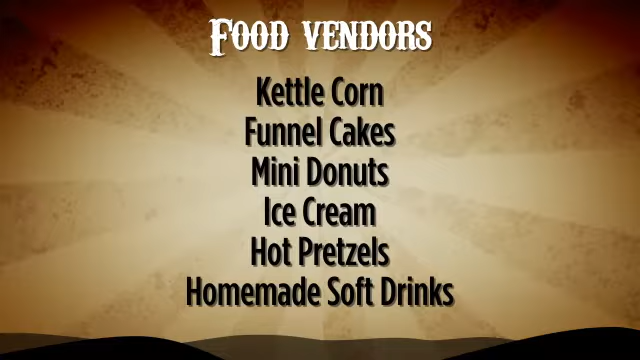 Food vendors
Kettle Corn
Funnel Cakes
Mini Donuts
Ice Cream
Hot Pretzels
Homemade Soft Drinks